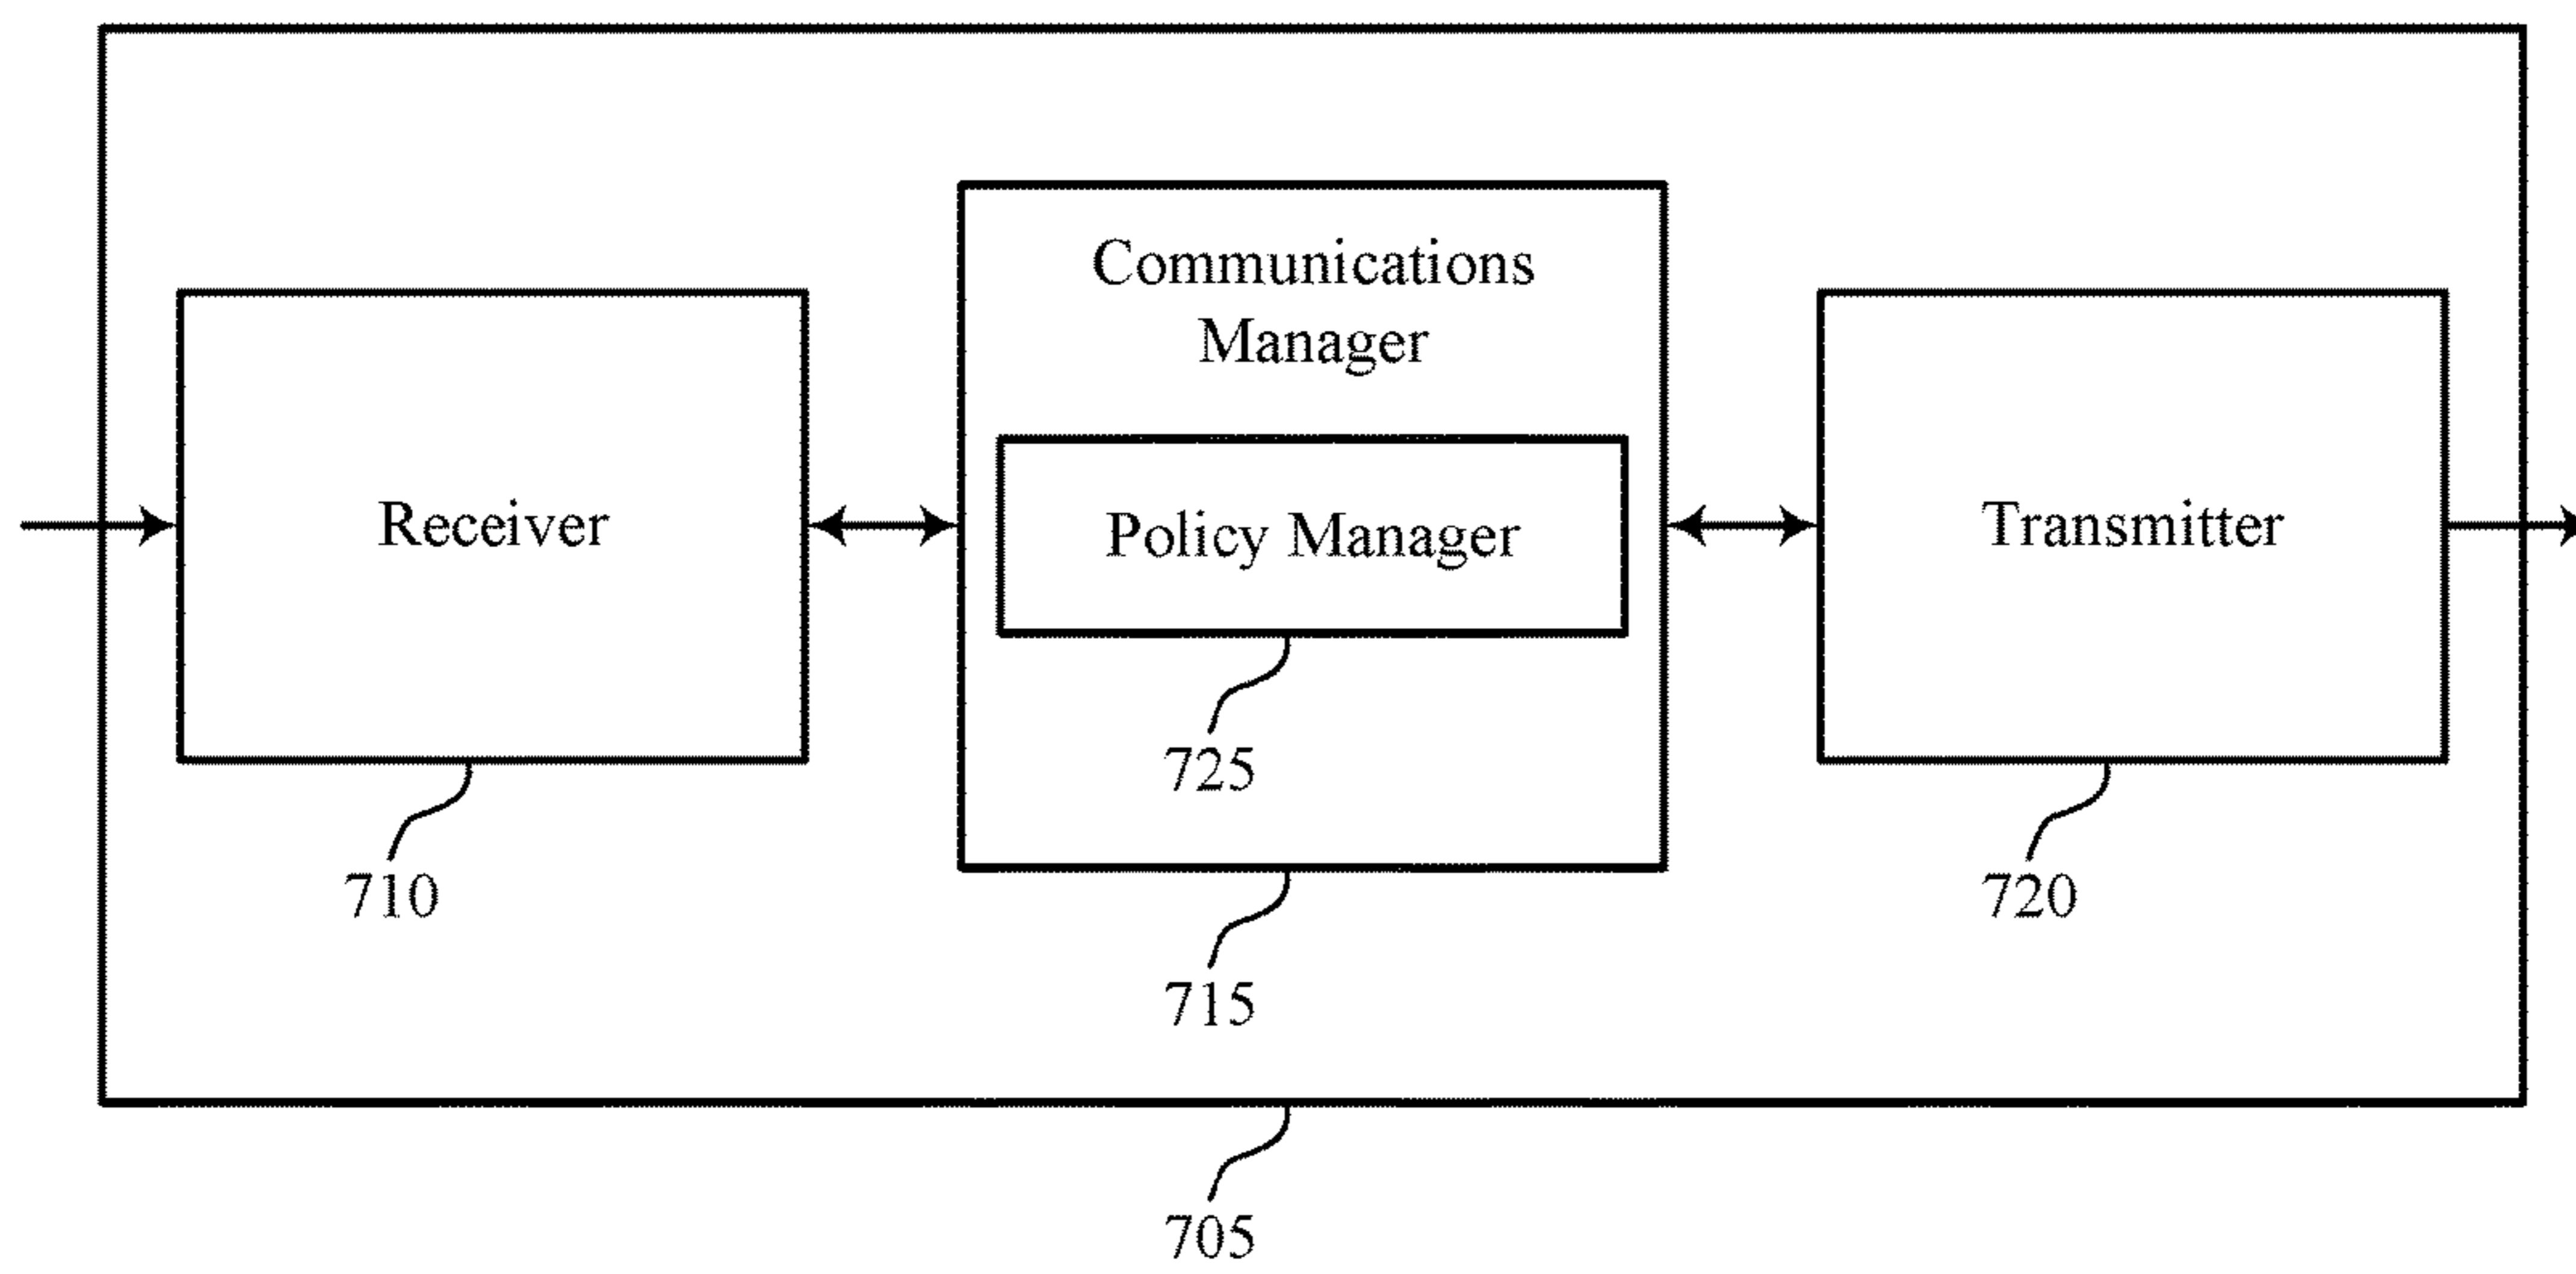 Communications
Manager
Receiver
Policy Manager
Transmitter
725
710
720
715
705